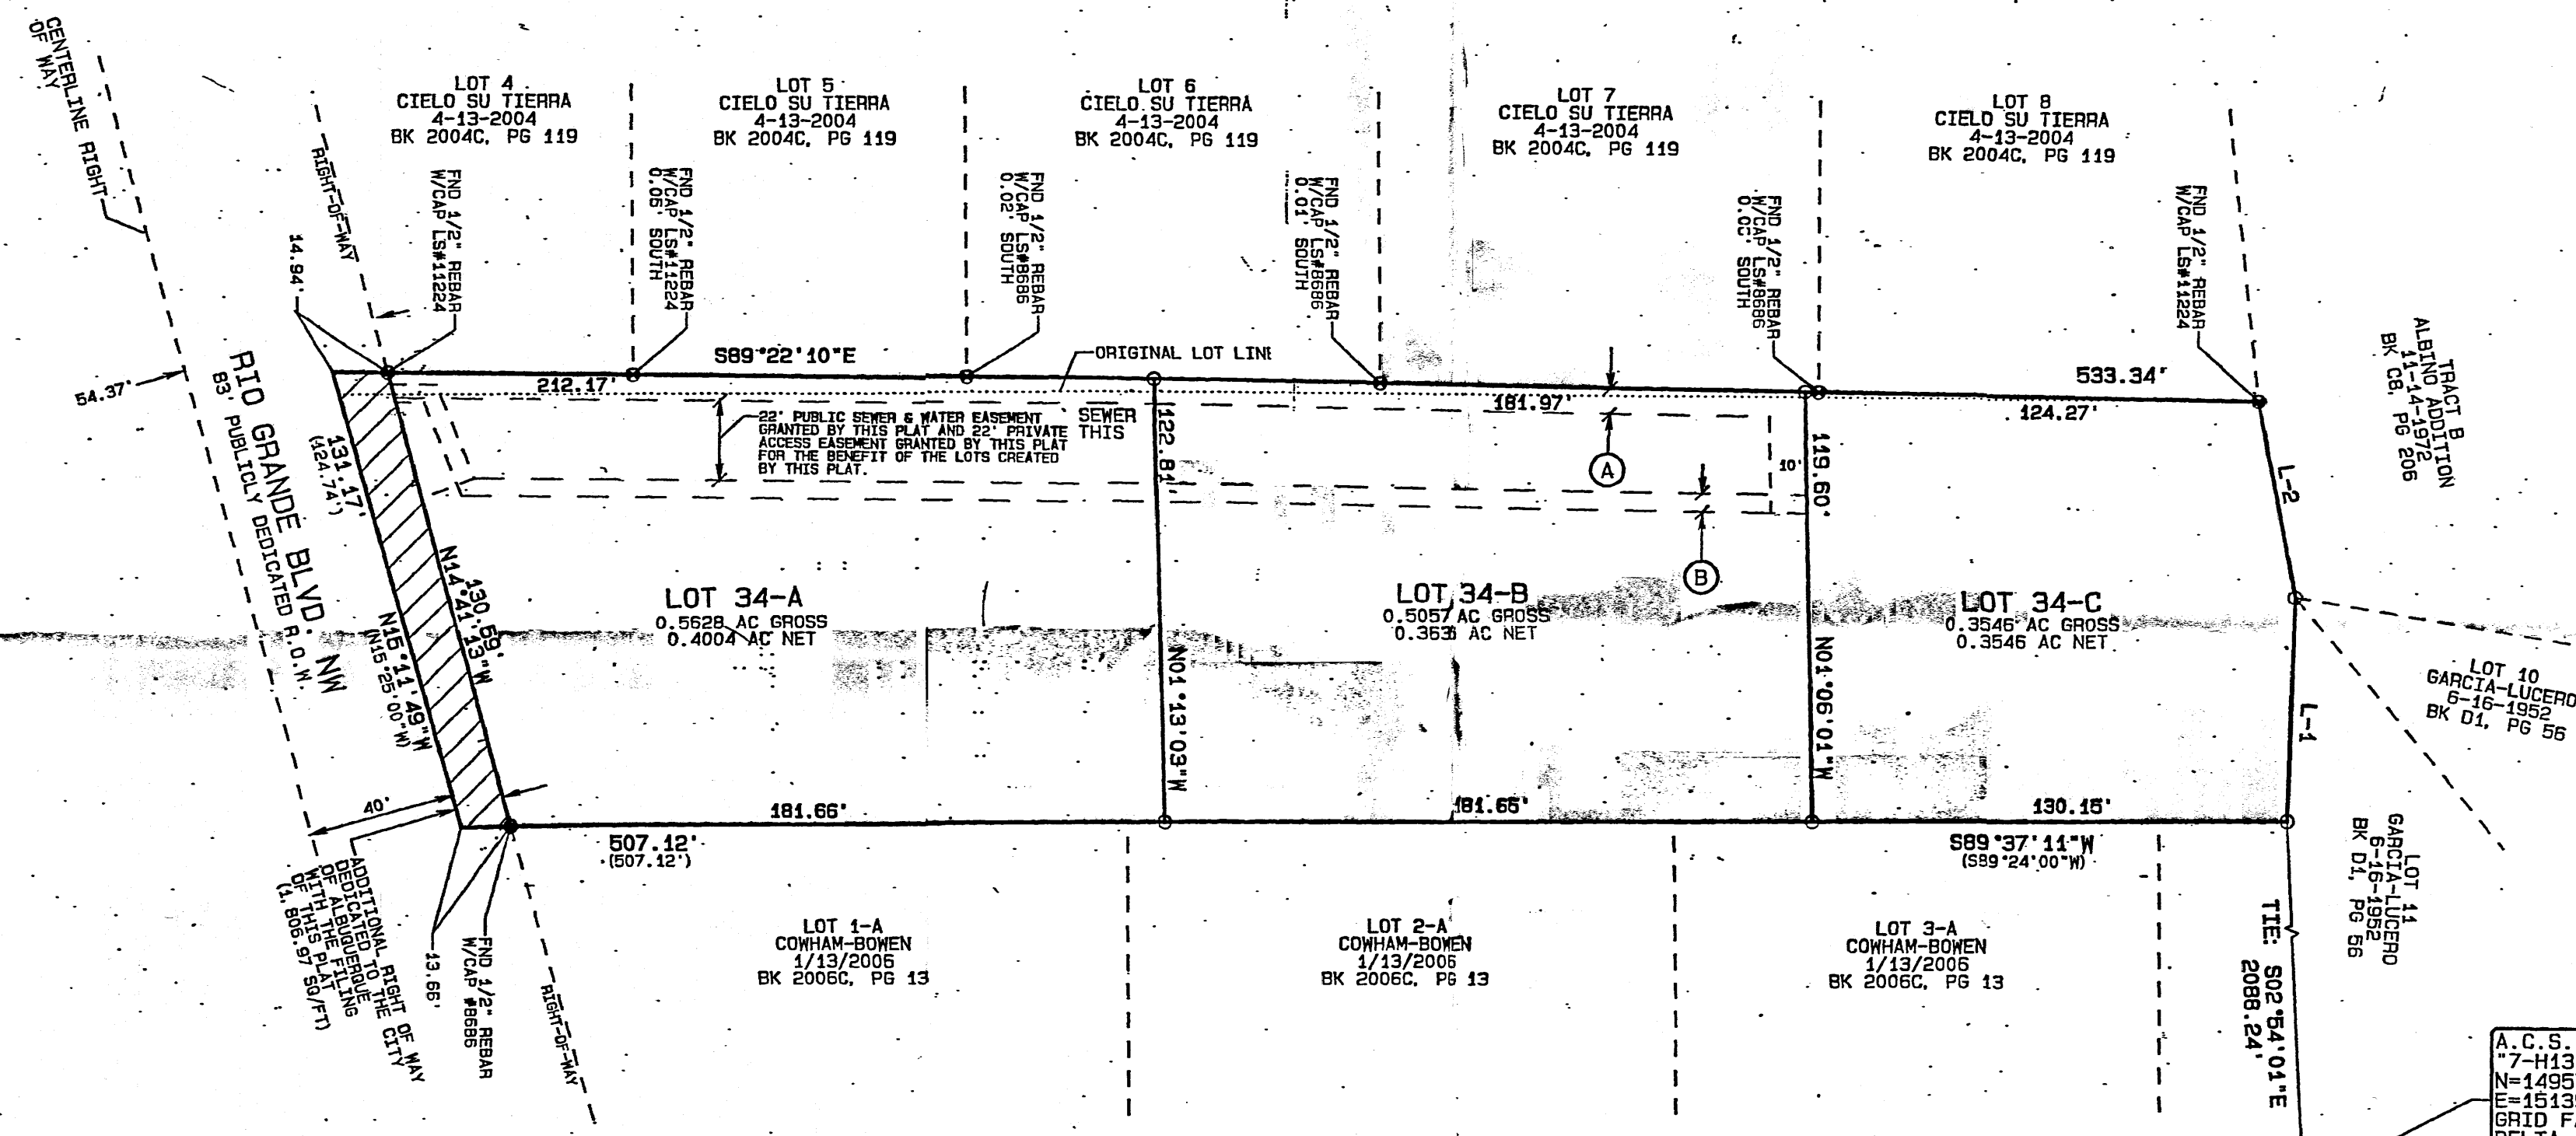 CENTERLINE RIGHT
OF WAY
RIGHT-OF-WAY
LOT 4
CIELO SU TIERRA
4-13-2004
BK 2004C, PG 119
LOT 5
CIELO SU TIERRA
4-13-2004
BK 2004C, PG 119
LOT 6
CIELO SU TIERRA
4-13-2004
BK 2004C, PG 119
LOT 7
CIELO SU TIERRA
4-13-2004
BK 2004C, PG 119
LOT 8
CIELO SU TIERRA
4-13-2004
BK 2004C, PG 119
FND 1/2" REBAR
W/CAP LS#11224
FND 1/2" REBAR
W/CAP LS#11224
0.06' SOUTH
FND 1/2" REBAR
W/CAP LS#8686
0.02' SOUTH
FND 1/2" REBAR
W/CAP LS#8686
0.01' SOUTH
FND 1/2" REBAR
W/CAP LS#8686
SOUTH
FND 1/2" REBAR
W/CAP LS#11224
TRACT B
ALBINO ADDITION
11-14-1972
BK C8, PG 206
14.94'
54.37'
S89°22'10"E
ORIGINAL LOT LINE
533.34'
212.17'
181.97'
124.27'
22' PUBLIC SEWER & WATER EASEMENT
GRANTED BY THIS PLAT AND 22' PRIVATE
ACCESS EASEMENT GRANTED BY THIS PLAT
FOR THE BENEFIT OF THE LOTS CREATED
BY THIS PLAT.
SEWER
THIS
122.81'
N01°13'03"W
A
B
10'
119.60'
N01°06'01"W
L-2
L-1
RIO GRANDE BLVD. NW
83' PUBLICLY DEDICATED R.O.W.
131.17'
(124.74')
N15°11'49"W
(N15°25'00"W)
130.59'
N14°41'13"W
LOT 34-A
0.5628 AC GROSS
0.4004 AC NET
LOT 34-B
0.5057 AC GROSS
0.3636 AC NET
LOT 34-C
0.3546 AC GROSS
0.3546 AC NET
LOT 10
GARCIA-LUCERO
6-16-1952
BK D1, PG 56
40'
181.66'
181.65'
130.15'
507.12'
(507.12')
S89°37'11"W
(S89°24'00"W)
ADDITIONAL RIGHT OF WAY
DEDICATED TO THE CITY
OF ALBUQUERQUE
WITH THE FILING
OF THIS PLAT
(1,806.97 SQ/FT)
13.66'
FND 1/2" REBAR
W/CAP #8686
RIGHT-OF-WAY
LOT 1-A
COWHAM-BOWEN
1/13/2006
BK 2006C, PG 13
LOT 2-A
COWHAM-BOWEN
1/13/2006
BK 2006C, PG 13
LOT 3-A
COWHAM-BOWEN
1/13/2006
BK 2006C, PG 13
LOT 11
GARCIA-LUCERO
6-16-1952
BK D1, PG 56
TIE: S02°54'01"E
2088.24'
A.C.S.
"7-H13
N=1495
E=1513
GRID F